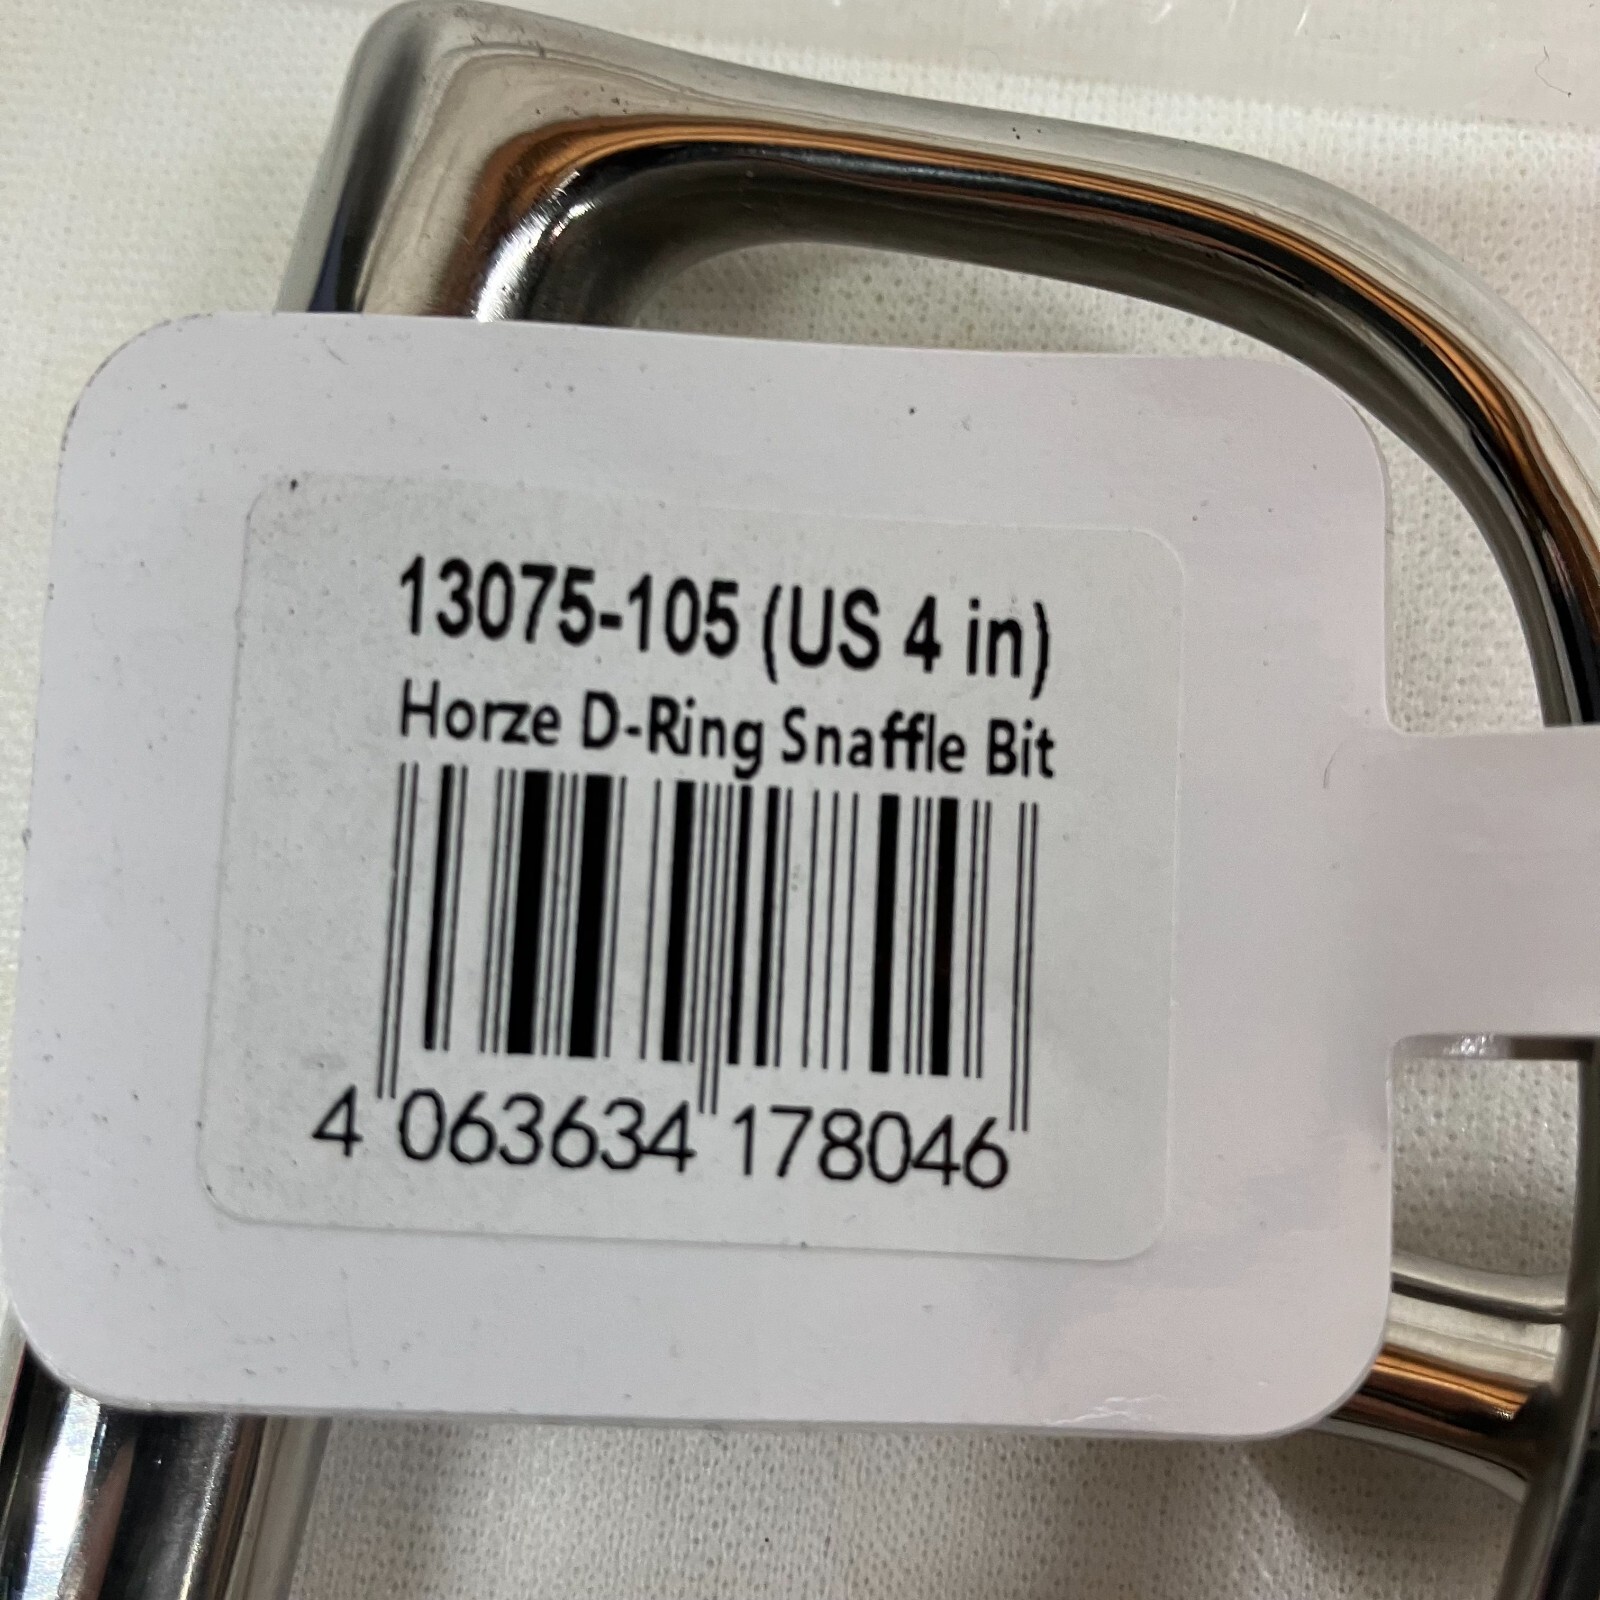 13075-105 (US 4 in)
Horze D-Ring Snaffle Bit
4 063634 178046